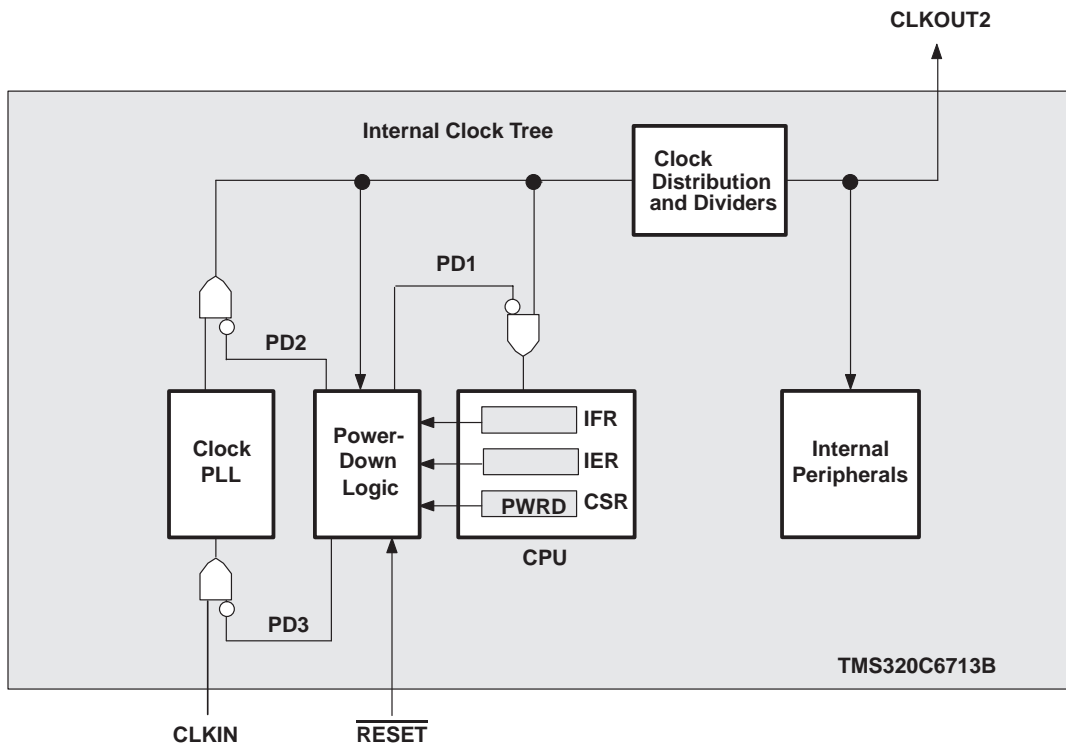 CLKOUT2
Internal Clock Tree
Clock
Distribution
and Dividers
PD1
PD2
Clock
PLL
Power-
Down
Logic
IFR
IER
PWRD
CSR
CPU
Internal
Peripherals
PD3
TMS320C6713B
CLKIN
RESET